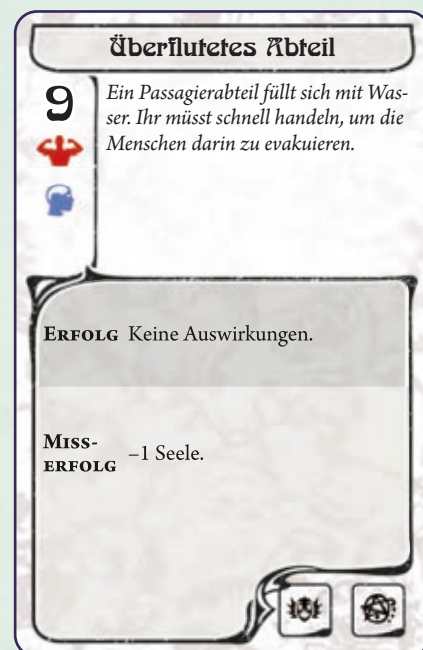 Überflutetes Abteil
9
Ein Passagierabteil füllt sich mit Was-
ser. Ihr müsst schnell handeln, um die
Menschen darin zu evakuieren.
ERFOLG Keine Auswirkungen.
MISS-
ERFOLG –1 Seele.